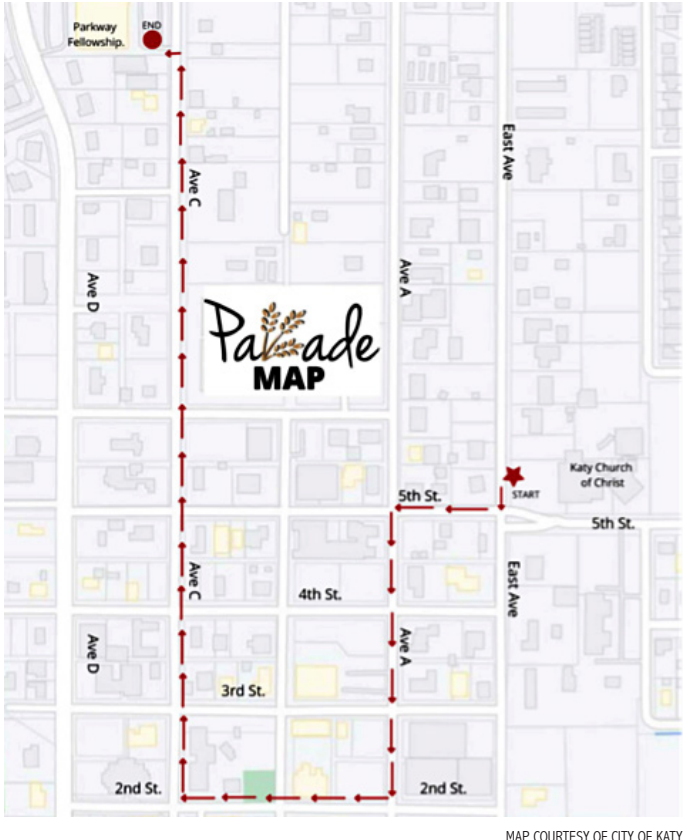 Parkway
Fellowship.
END
East Ave
Ave C
Ave A
Ave D
Parade
MAP
Katy Church
of Christ
START
5th St.
5th St.
East Ave
Ave C
4th St.
Ave A
Ave D
3rd St.
2nd St.
2nd St.
MAP COURTESY OF CITY OF KATY